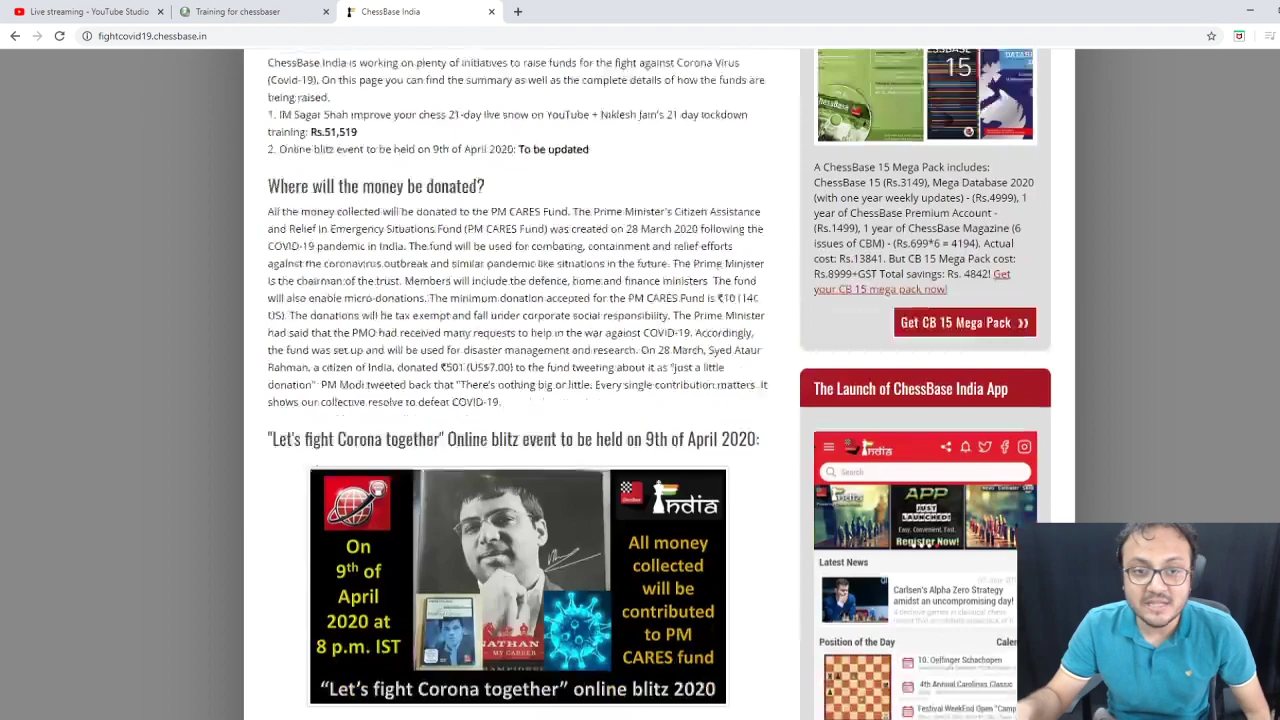 Live streaming - YouTube Studio
Training for chessbaser
ChessBase India
fightcovid19.chessbase.in
ChessBase India is working on plenty of initiatives to raise funds for the fight against Corona Virus
(Covid-19). On this page you can find the summary as well as the complete details of how the funds are
being raised.
1. IM Sagar Shah improve your chess 21-day show on YouTube + Niklesh Jain's 21-day lockdown
training: Rs.51,519
2. Online blitz event to be held on 9th of April 2020: To be updated
Where will the money be donated?
All the money collected will be donated to the PM CARES Fund. The Prime Minister's Citizen Assistance
and Relief in Emergency Situations Fund (PM CARES Fund) was created on 28 March 2020 following the
COVID-19 pandemic in India. The fund will be used for combating, containment and relief efforts
against the coronavirus outbreak and similar pandemic like situations in the future. The Prime Minister
is the chairman of the trust. Members will include the defence, home and finance ministers. The fund
will also enable micro-donations. The minimum donation accepted for the PM CARES Fund is ₹10 (14¢
US). The donations will be tax exempt and fall under corporate social responsibility. The Prime Minister
had said that the PMO had received many requests to help in the war against COVID-19. Accordingly,
the fund was set up and will be used for disaster management and research. On 28 March, Syed Ataur
Rahman, a citizen of India, donated ₹501 (US$7.00) to the fund tweeting about it as "just a little
donation". PM Modi tweeted back that "There's nothing big or little. Every single contribution matters. It
shows our collective resolve to defeat COVID-19.
"Let's fight Corona together" Online blitz event to be held on 9th of April 2020:
India
On
9th of
April
2020 at
8 p.m. IST
NATHAN
MY CAREER
All money
collected
will be
contributed
to PM
CARES fund
"Let's fight Corona together" online blitz 2020
15
A ChessBase 15 Mega Pack includes:
ChessBase 15 (Rs.3149), Mega Database 2020
(with one year weekly updates) - (Rs.4999), 1
year of ChessBase Premium Account -
(Rs.1499), 1 year of ChessBase Magazine (6
issues of CBM) - (Rs.699*6 = 4194). Actual
cost: Rs.13841. But CB 15 Mega Pack cost:
Rs.8999+GST Total savings: Rs. 4842! Get
your CB 15 mega pack now!
Get CB 15 Mega Pack »
The Launch of ChessBase India App
India
Search
APP
JUST
LAUNCHED!
Easy, Convenient, Fast.
Register Now!
Latest News
Carlsen's Alpha Zero Strategy
amidst an uncompromising day!
Position of the Day
Calen
10. Oelfinger Schachopen
4th Annual Carolinas Classic
Festival WeekEnd Open "Camp